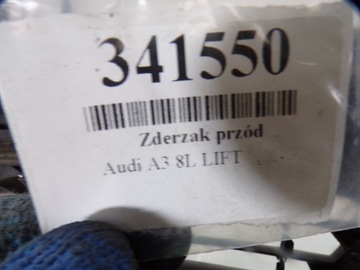 341550
Zderzak przód
Audi A3 8L LIFT